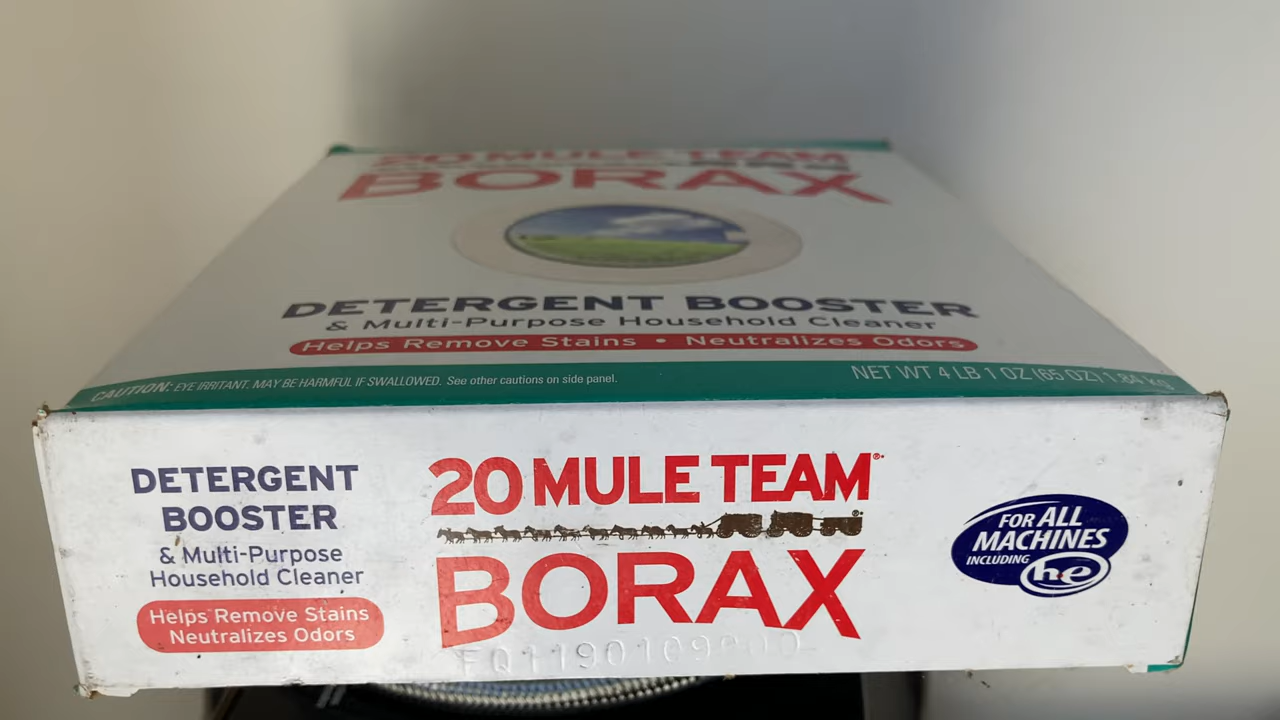 20 MULE TEAM
BORAX
DETERGENT BOOSTER
& Multi-Purpose Household Cleaner
Helps Remove Stains • Neutralizes Odors
CAUTION: EYE IRRITANT. MAY BE HARMFUL IF SWALLOWED. See other cautions on side panel.
NET WT 4 LB 1 OZ (65 OZ) 1.84 kg
DETERGENT
BOOSTER
& Multi-Purpose
Household Cleaner
Helps Remove Stains
Neutralizes Odors
20 MULE TEAM®
BORAX
FOR ALL
MACHINES
INCLUDING
he